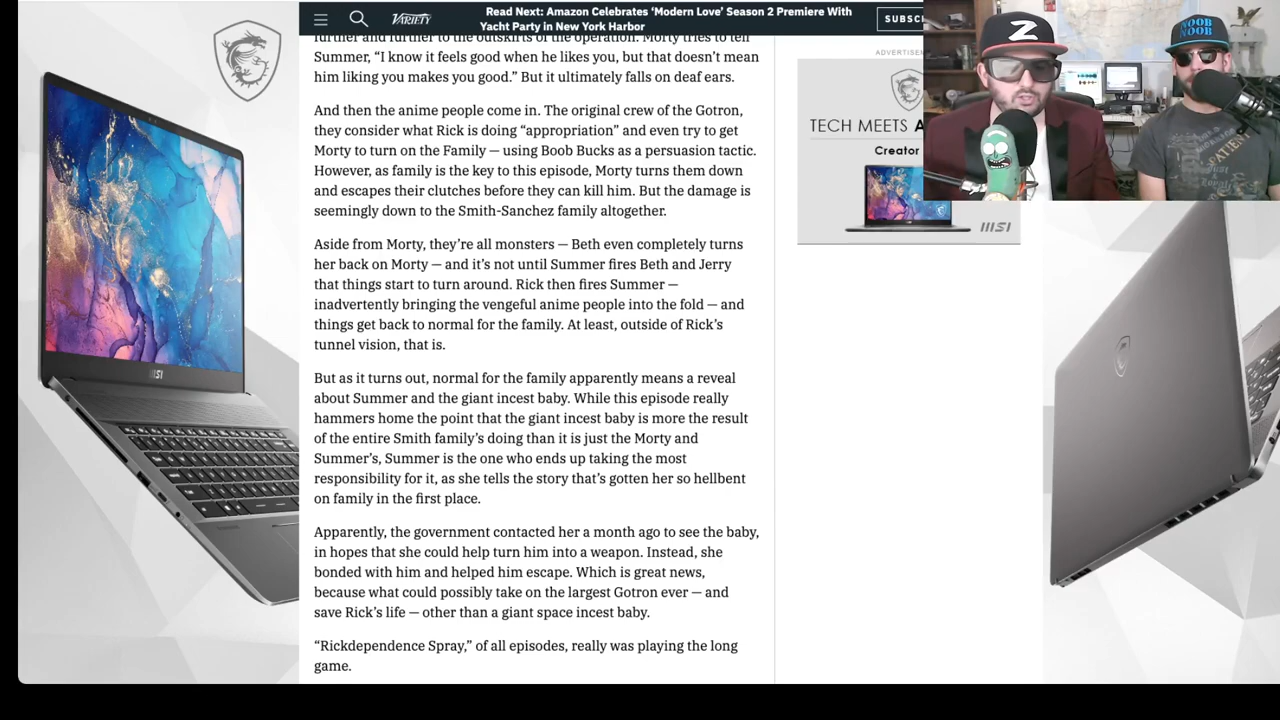 Read Next: Amazon Celebrates ‘Modern Love’ Season 2 Premiere With
Yacht Party in New York Harbor
VARIETY
SUBSC
further and further to the outskirts of the operation. Morty tries to tell
Summer, “I know it feels good when he likes you, but that doesn’t mean
him liking you makes you good.” But it ultimately falls on deaf ears.
And then the anime people come in. The original crew of the Gotron,
they consider what Rick is doing “appropriation” and even try to get
Morty to turn on the Family — using Boob Bucks as a persuasion tactic.
However, as family is the key to this episode, Morty turns them down
and escapes their clutches before they can kill him. But the damage is
seemingly down to the Smith-Sanchez family altogether.
Aside from Morty, they’re all monsters — Beth even completely turns
her back on Morty — and it’s not until Summer fires Beth and Jerry
that things start to turn around. Rick then fires Summer —
inadvertently bringing the vengeful anime people into the fold — and
things get back to normal for the family. At least, outside of Rick’s
tunnel vision, that is.
But as it turns out, normal for the family apparently means a reveal
about Summer and the giant incest baby. While this episode really
hammers home the point that the giant incest baby is more the result
of the entire Smith family’s doing than it is just the Morty and
Summer’s, Summer is the one who ends up taking the most
responsibility for it, as she tells the story that’s gotten her so hellbent
on family in the first place.
Apparently, the government contacted her a month ago to see the baby,
in hopes that she could help turn him into a weapon. Instead, she
bonded with him and helped him escape. Which is great news,
because what could possibly take on the largest Gotron ever — and
save Rick’s life — other than a giant space incest baby.
“Rickdependence Spray,” of all episodes, really was playing the long
game.
ADVERTISEM
TECH MEETS A
Creator
msi
msi
Z
NOOB
NOOB